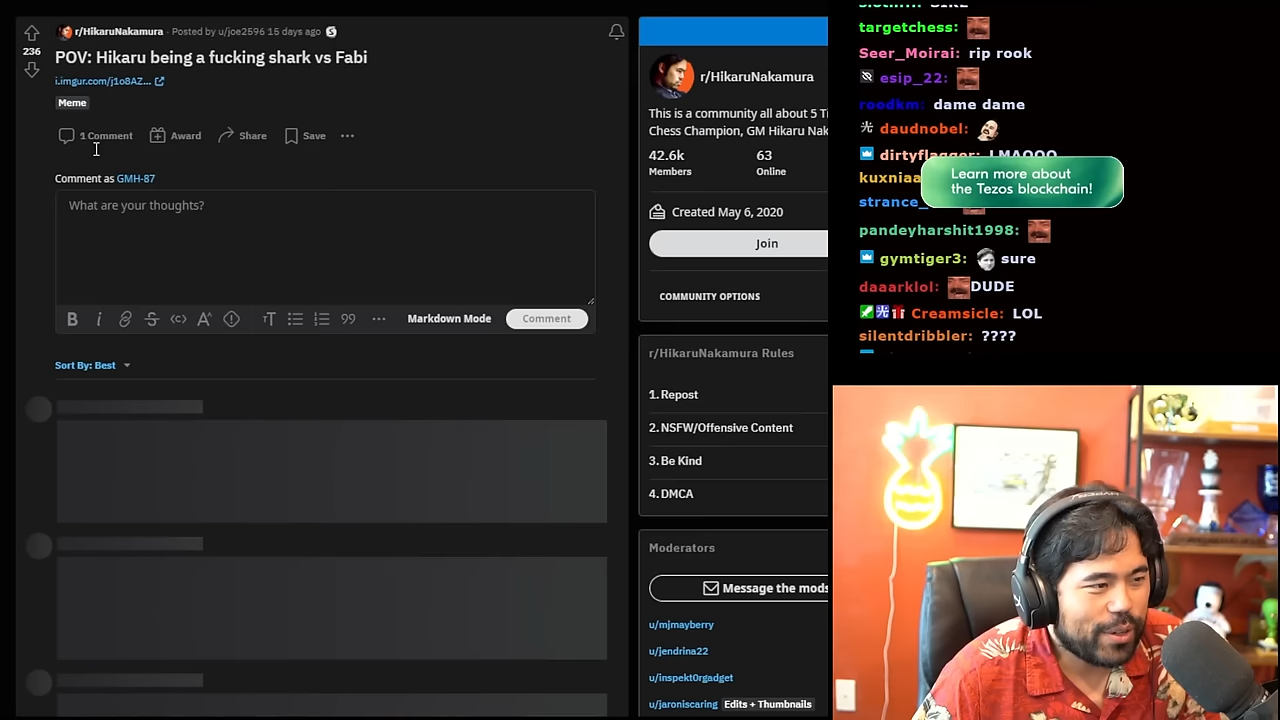 r/HikaruNakamura · Posted by
15 days ago
236
POV: Hikaru being a fucking shark vs Fabi
i.imgur.com/j1o8AZ...
Meme
1 Comment
Award
Share
Save
Comment as GMH-87
What are your thoughts?
Markdown Mode
Comment
Sort By: Best
r/HikaruNakamura
This is a community all about 5 Ti
Chess Champion, GM Hikaru Nak
42.6k
63
Members
Online
Created May 6, 2020
Join
COMMUNITY OPTIONS
r/HikaruNakamura Rules
1. Repost
2. NSFW/Offensive Content
3. Be Kind
4. DMCA
Moderators
Message the mods
u/mjmayberry
u/jendrina22
u/inspekt0rgadget
u/jaroniscaring Edits + Thumbnails
targetchess:
Seer_Moirai: rip rook
esip_22:
roodkm: dame dame
daudnobel:
dirtyflagger: LMAOOO
kuxniaa
Learn more about
the Tezos blockchain!
strance_
pandeyharshit1998:
gymtiger3: sure
daaarklol: DUDE
Creamsicle: LOL
silentdribbler: ????